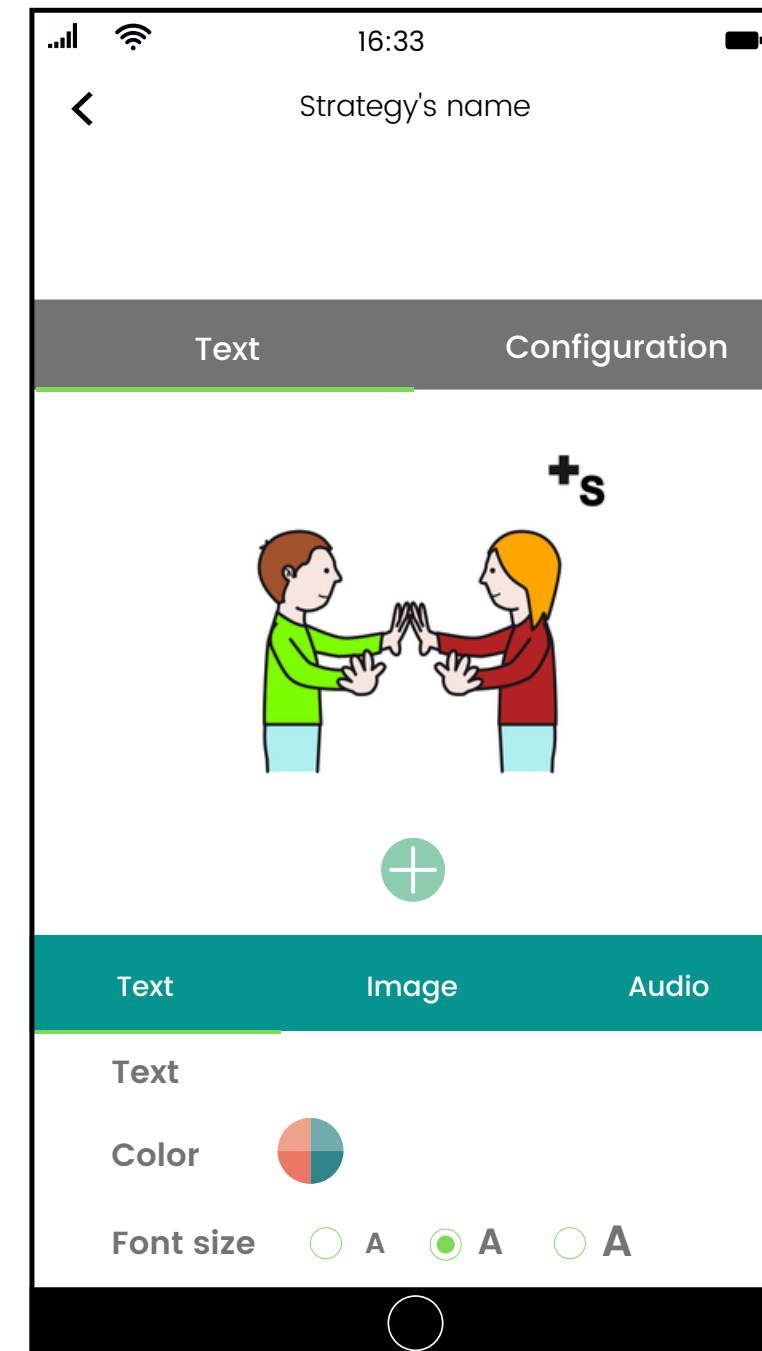 16:33
Strategy's name
Text Configuration
+s
Text Image Audio
Text
Color
Font size A A A